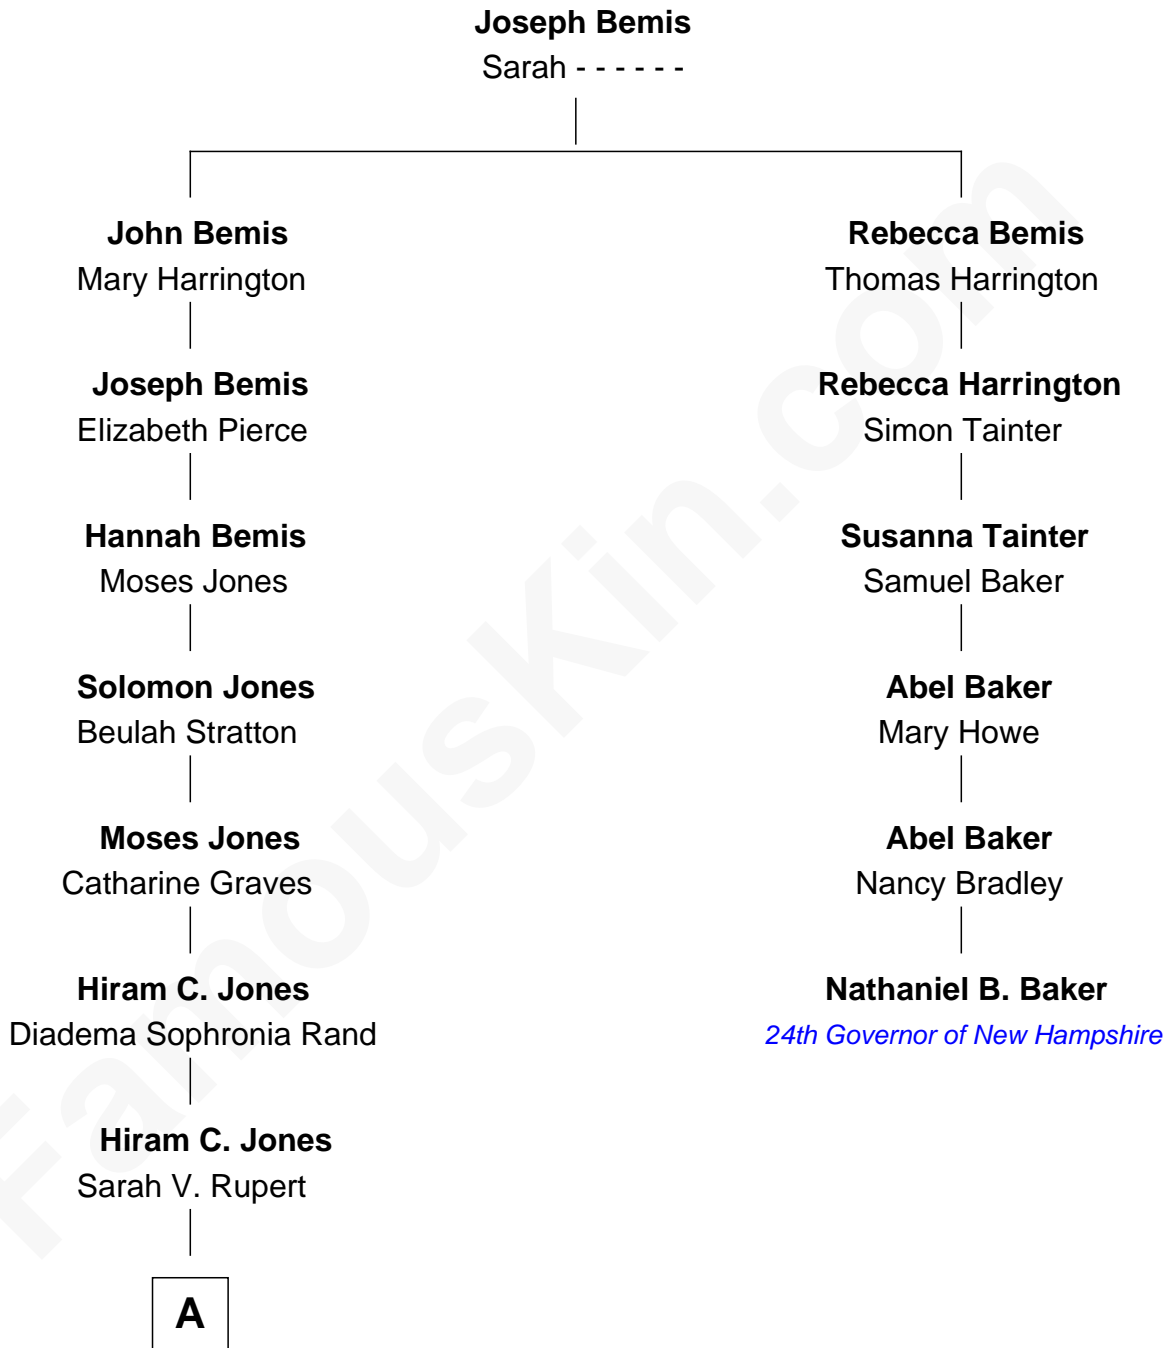 Joseph Bemis
Sarah - - - - - -
John Bemis
Mary Harrington
Rebecca Bemis
Thomas Harrington
Joseph Bemis
Elizabeth Pierce
Rebecca Harrington
Simon Tainter
Hannah Bemis
Moses Jones
Susanna Tainter
Samuel Baker
Solomon Jones
Beulah Stratton
Abel Baker
Mary Howe
Moses Jones
Catharine Graves
Abel Baker
Nancy Bradley
Hiram C. Jones
Diadema Sophronia Rand
Nathaniel B. Baker
24th Governor of New Hampshire
Hiram C. Jones
Sarah V. Rupert
A
FamousKin.com